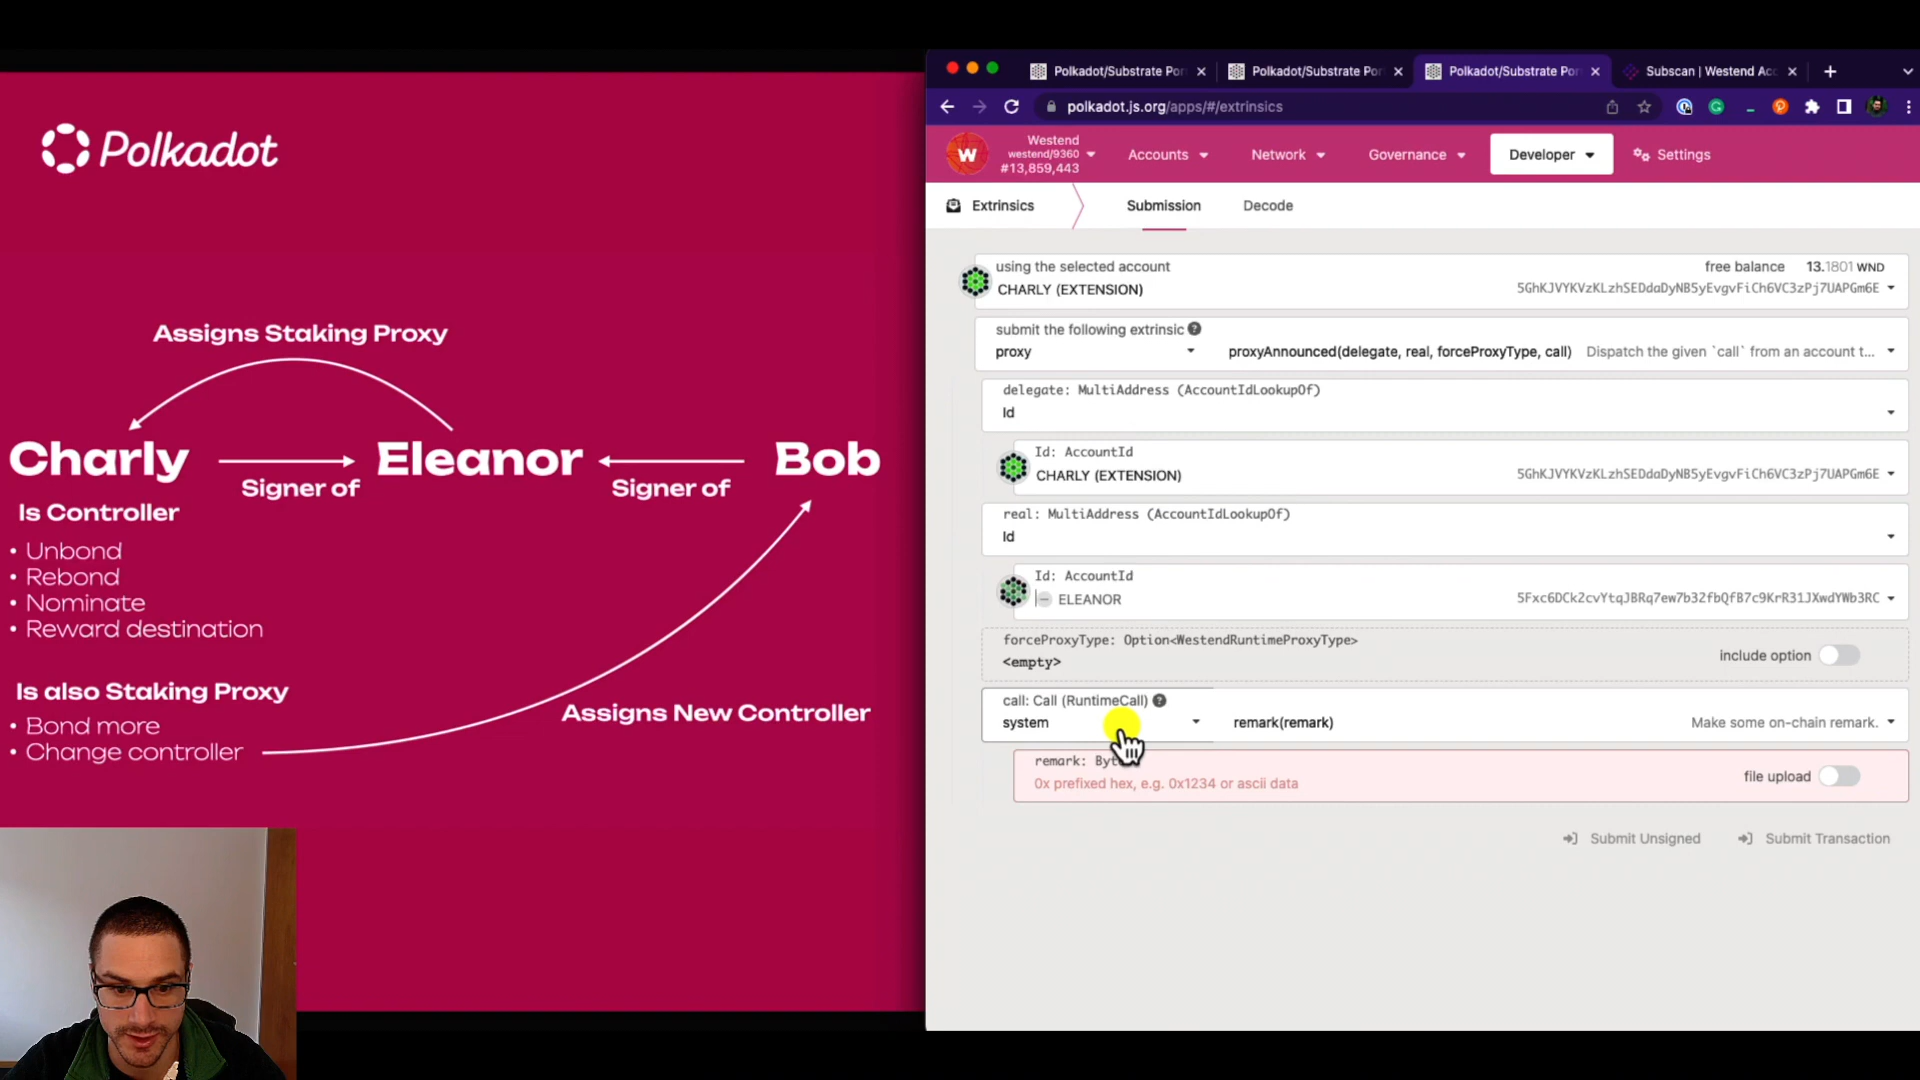 Polkadot
Assigns Staking Proxy
Charly
Eleanor
Bob
Signer of
Signer of
Is Controller
• Unbond
• Rebond
• Nominate
• Reward destination
Is also Staking Proxy
• Bond more
• Change controller
Assigns New Controller
Polkadot/Substrate Por
Polkadot/Substrate Por
Polkadot/Substrate Por
Subscan | Westend Acc
polkadot.js.org/apps/#/extrinsics
Westend
westend/9360
#13,859,443
Accounts
Network
Governance
Developer
Settings
Extrinsics
Submission
Decode
using the selected account
free balance 13.1801 WND
CHARLY (EXTENSION)
5GhKJVYKVzKLzhSEDdaDyNB5yEvgvFiCh6VC3zPj7UAPGm6E
submit the following extrinsic
proxy
proxyAnnounced(delegate, real, forceProxyType, call)
Dispatch the given `call` from an account t...
delegate: MultiAddress (AccountIdLookupOf)
Id
Id: AccountId
CHARLY (EXTENSION)
5GhKJVYKVzKLzhSEDdaDyNB5yEvgvFiCh6VC3zPj7UAPGm6E
real: MultiAddress (AccountIdLookupOf)
Id
Id: AccountId
ELEANOR
5Fxc6DCk2cvYtqJBRq7ew7b32fbQfB7c9KrR31JXwdYWb3RC
forceProxyType: Option<WestendRuntimeProxyType>
<empty>
include option
call: Call (RuntimeCall)
system
remark(remark)
Make some on-chain remark.
remark: Byt
0x prefixed hex, e.g. 0x1234 or ascii data
file upload
Submit Unsigned
Submit Transaction